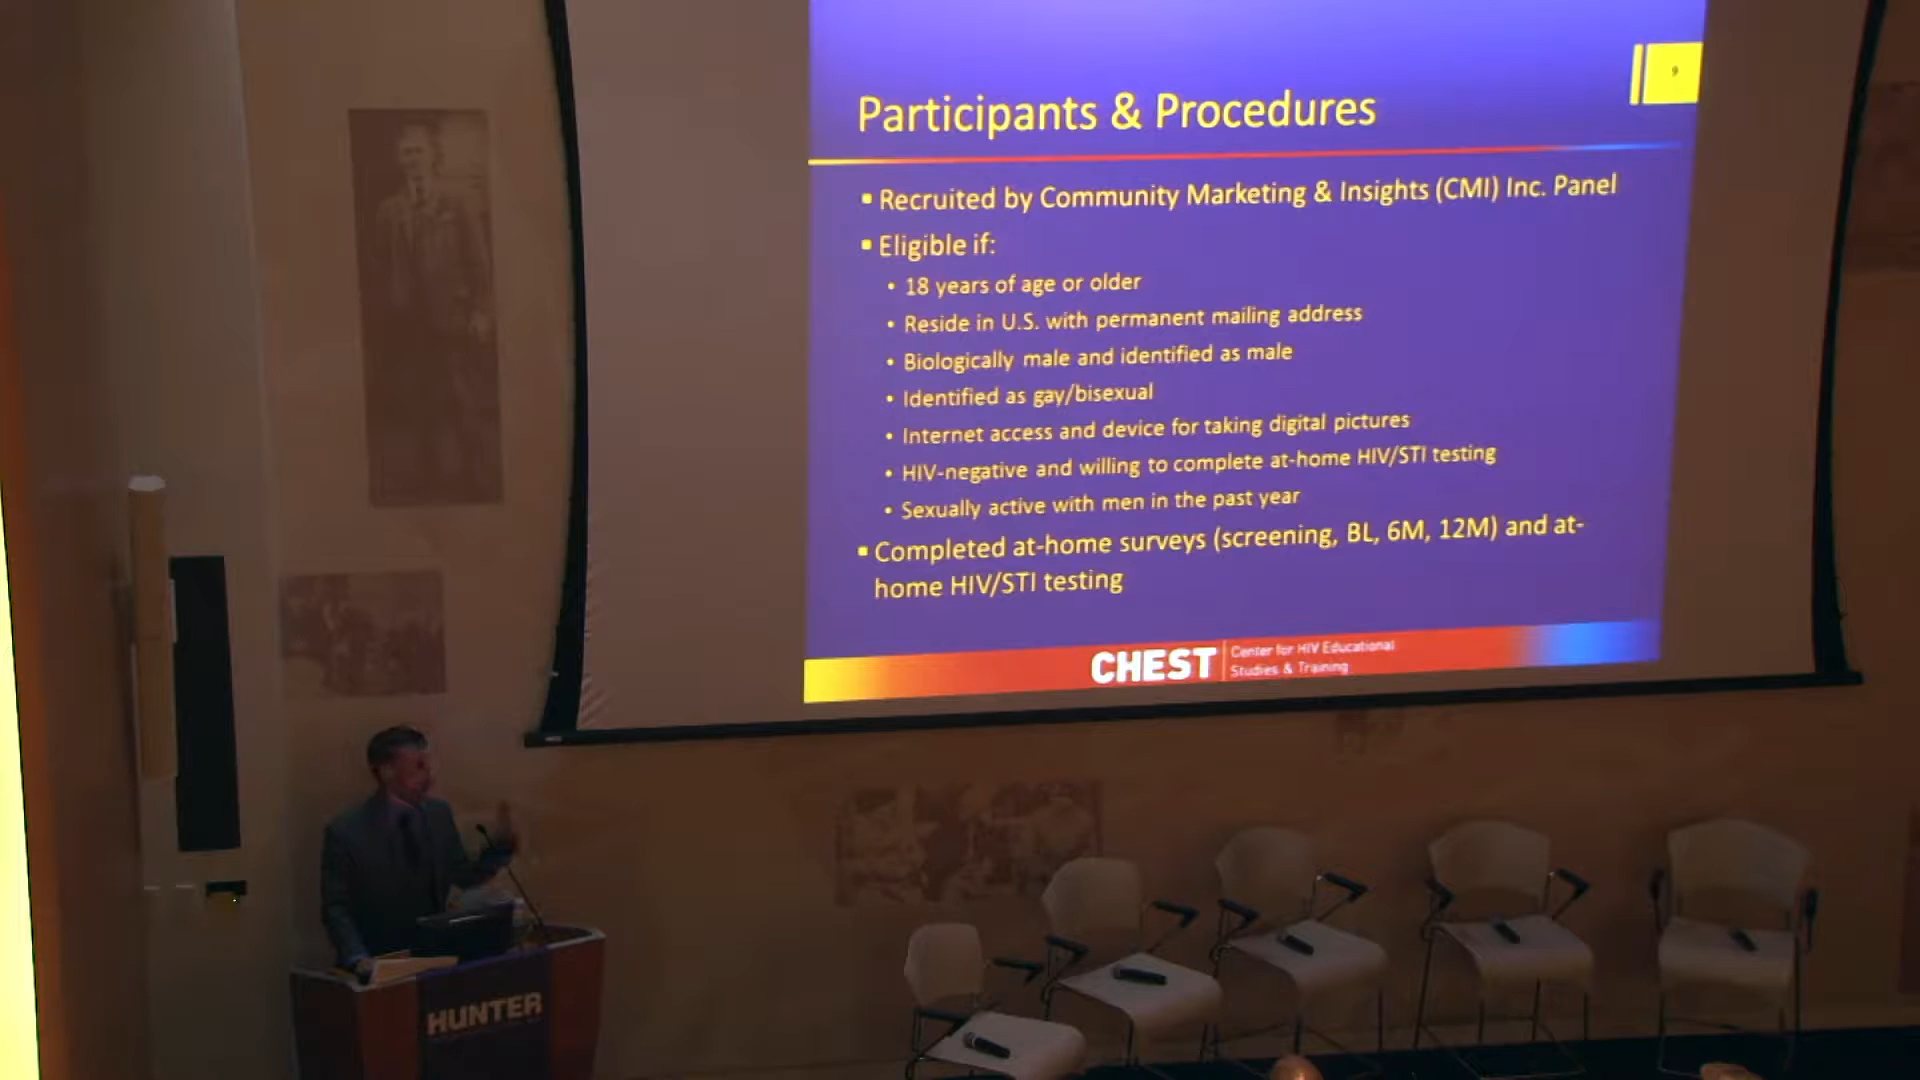 9
Participants & Procedures
▪ Recruited by Community Marketing & Insights (CMI) Inc. Panel
▪ Eligible if:
• 18 years of age or older
• Reside in U.S. with permanent mailing address
• Biologically male and identified as male
• Identified as gay/bisexual
• Internet access and device for taking digital pictures
• HIV-negative and willing to complete at-home HIV/STI testing
• Sexually active with men in the past year
▪ Completed at-home surveys (screening, BL, 6M, 12M) and at-
home HIV/STI testing
CHEST
Center for HIV Educational
Studies & Training
HUNTER